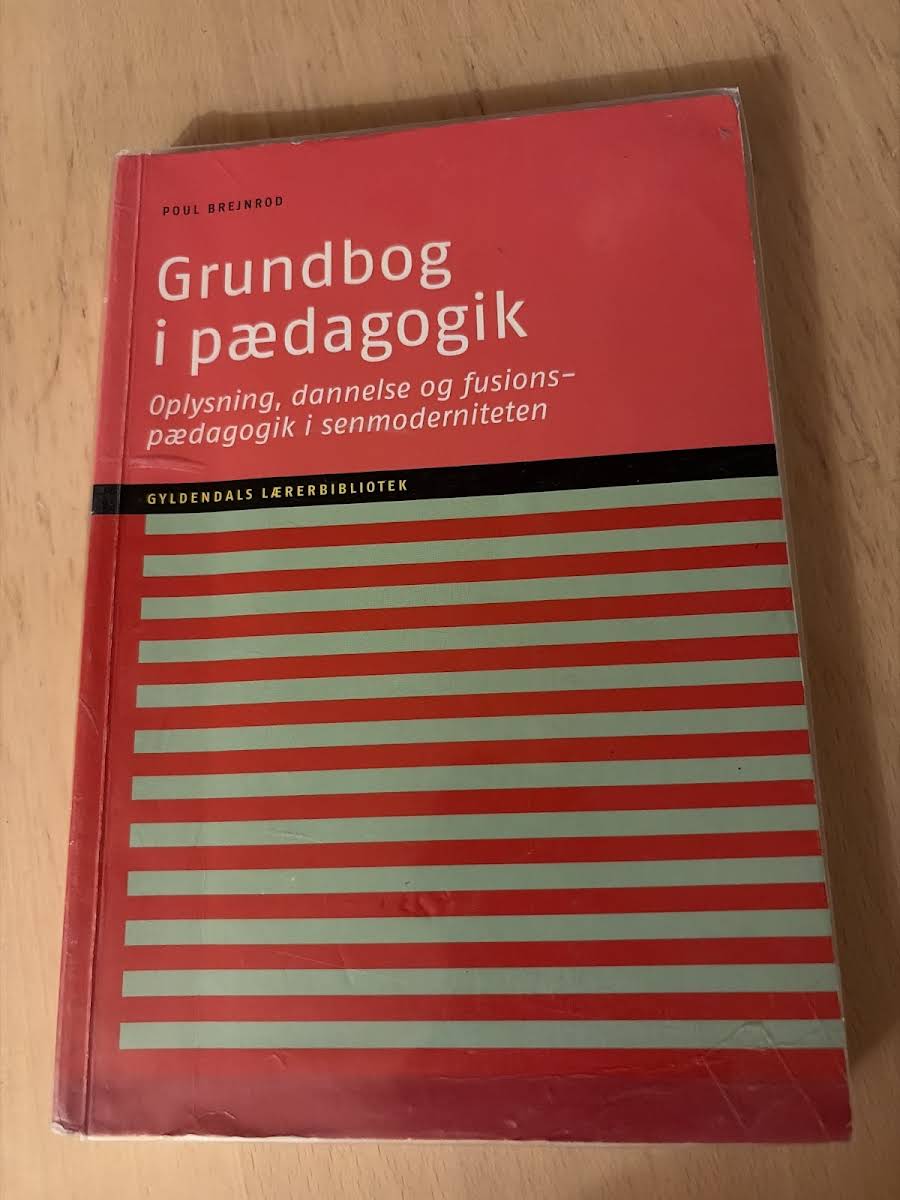 POUL BREJNROD
Grundbog
i pædagogik
Oplysning, dannelse og fusions-
pædagogik i senmoderniteten
GYLDENDALS LÆRERBIBLIOTEK